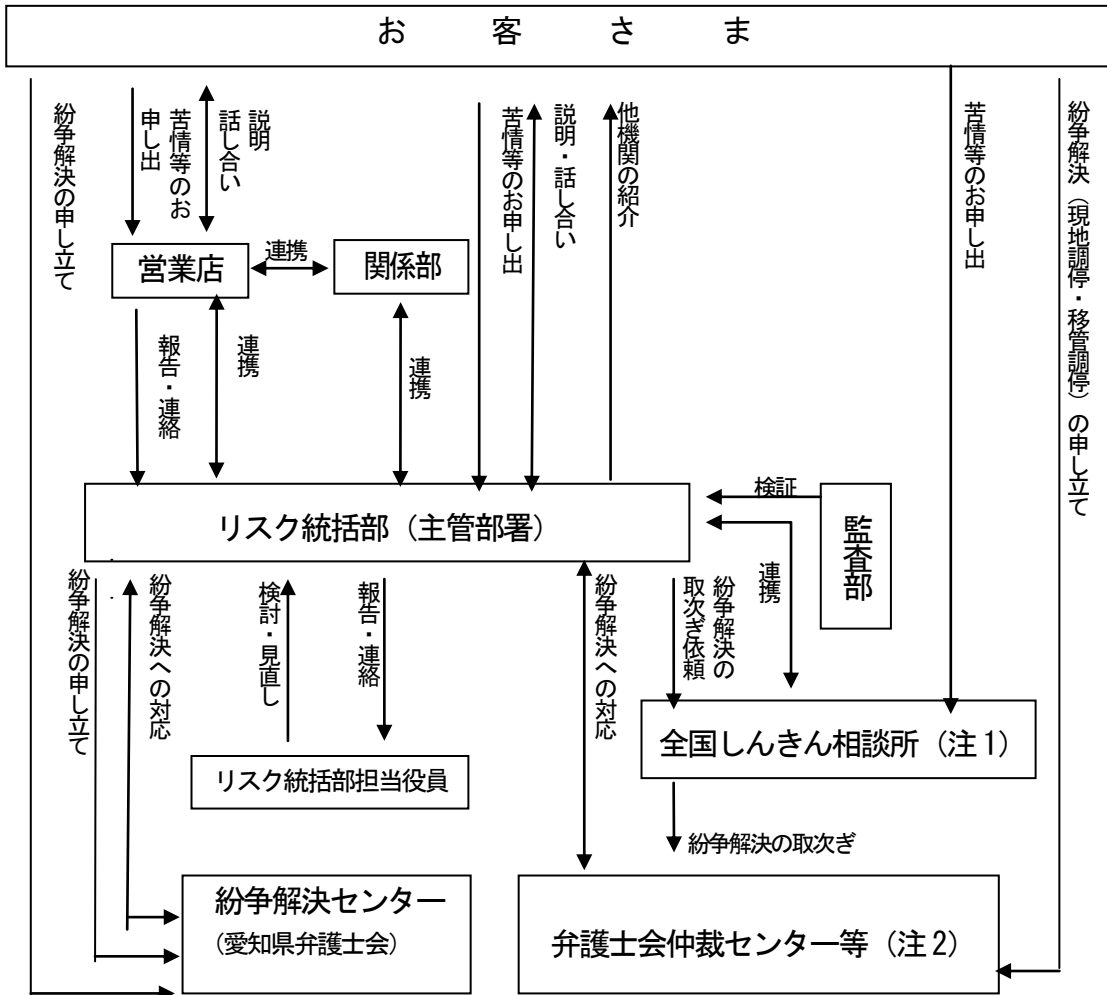 お客さま
紛争解決の申し立て
苦情等のお
申し出
説明
話し合い
苦情等のお申し出
説明・話し合い
他機関の紹介
苦情等のお申し出
紛争解決（現地調停・移管調停）の申し立て
営業店
連携
関係部
報告・連絡
連携
連携
リスク統括部（主管部署）
検証
監査部
連携
紛争解決の申し立て
紛争解決への対応
検討・見直し
報告・連絡
紛争解決への対応
紛争解決の
取次ぎ依頼
全国しんきん相談所（注1）
リスク統括部担当役員
紛争解決の取次ぎ
紛争解決センター
（愛知県弁護士会）
弁護士会仲裁センター等（注2）